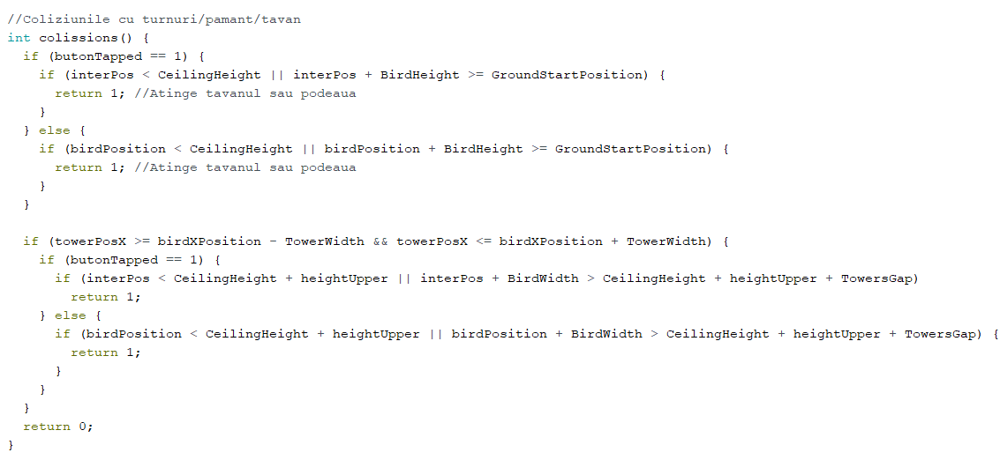 //Coliziunile cu turnuri/pamant/tavan
int colissions() {
  if (butonTapped == 1) {
    if (interPos < CeilingHeight || interPos + BirdHeight >= GroundStartPosition) {
      return 1; //Atinge tavanul sau podeaua
    }
  } else {
    if (birdPosition < CeilingHeight || birdPosition + BirdHeight >= GroundStartPosition) {
      return 1; //Atinge tavanul sau podeaua
    }
  }

  if (towerPosX >= birdXPosition - TowerWidth && towerPosX <= birdXPosition + TowerWidth) {
    if (butonTapped == 1) {
      if (interPos < CeilingHeight + heightUpper || interPos + BirdWidth > CeilingHeight + heightUpper + TowersGap)
        return 1;
    } else {
      if (birdPosition < CeilingHeight + heightUpper || birdPosition + BirdWidth > CeilingHeight + heightUpper + TowersGap) {
        return 1;
      }
    }
  }
  return 0;
}